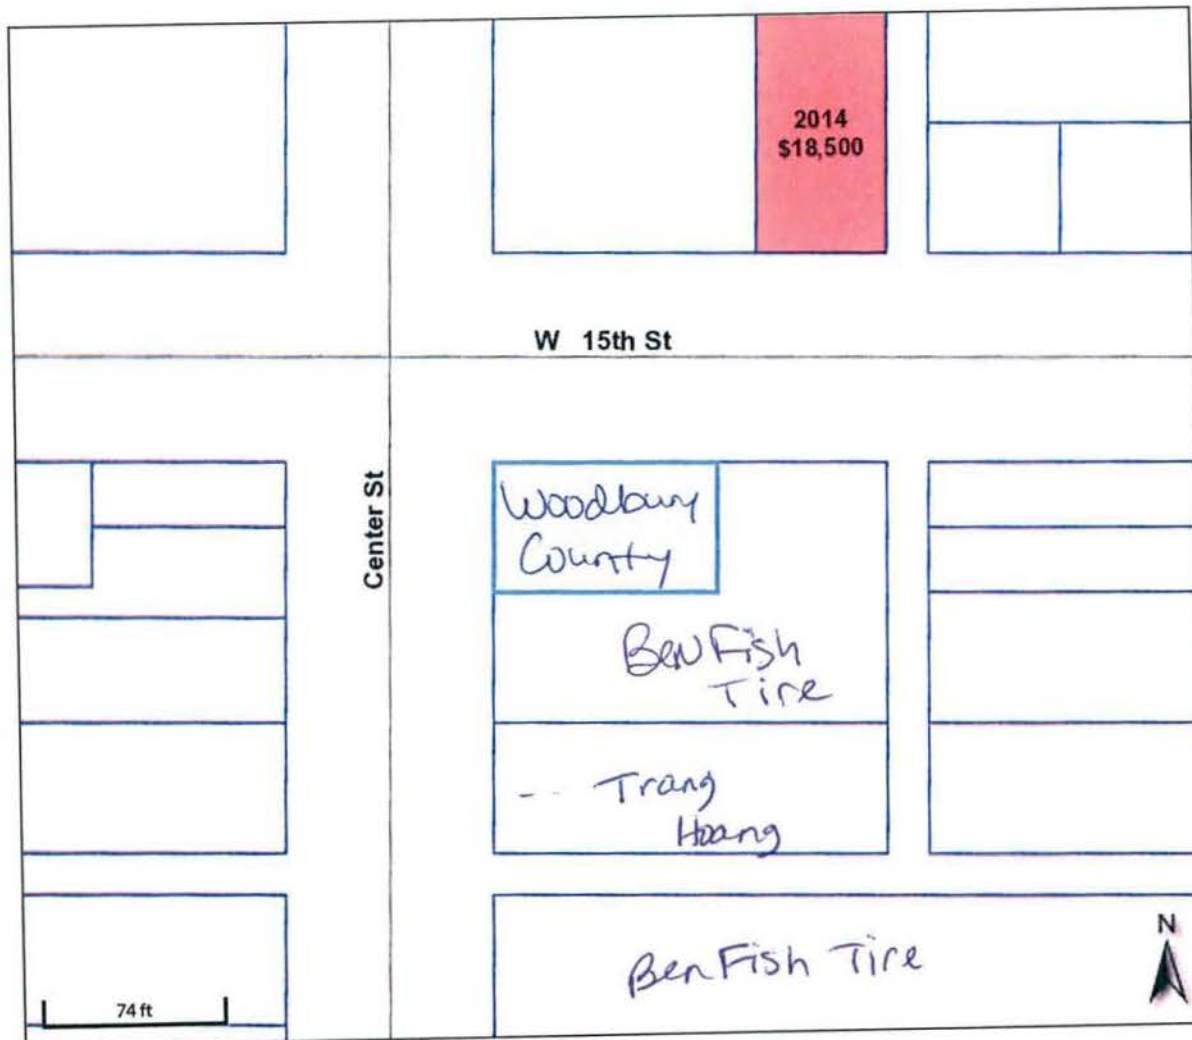 2014
$18,500
W 15th St
Center St
Woodbury
County
Ben Fish
Tire
-- Trang
Hoang
Ben Fish Tire
N
74 ft